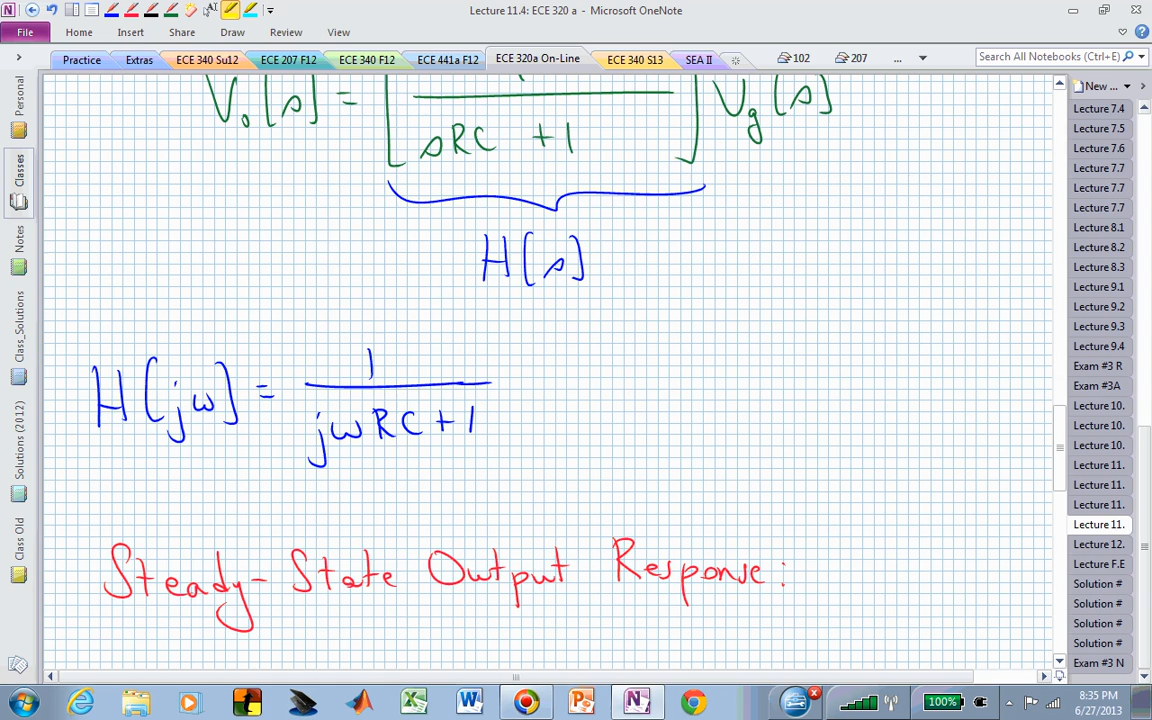 Lecture 11.4: ECE 320 a - Microsoft OneNote
File Home Insert Share Draw Review View
Practice Extras ECE 340 Su12 ECE 207 F12 ECE 340 F12 ECE 441a F12 ECE 320a On-Line ECE 340 S13 SEA II 102 207 ... Search All Notebooks (Ctrl+E)
Personal
Classes
Notes
Class_Solutions
Solutions (2012)
Class Old
V₀(s) = [ / sRC + 1 ] Vg(s)
H(s)
H(jω) = 1 / jωRC + 1
Steady-State Output Response:
New ...
Lecture 7.4
Lecture 7.5
Lecture 7.6
Lecture 7.7
Lecture 7.7
Lecture 7.7
Lecture 8.1
Lecture 8.2
Lecture 8.3
Lecture 9.1
Lecture 9.2
Lecture 9.3
Lecture 9.4
Exam #3 R
Exam #3A
Lecture 10.
Lecture 10.
Lecture 10.
Lecture 11.
Lecture 11.
Lecture 11.
Lecture 11.
Lecture 12.
Lecture F.E
Solution #
Solution #
Solution #
Solution #
Exam #3 N
100%
8:35 PM
6/27/2013